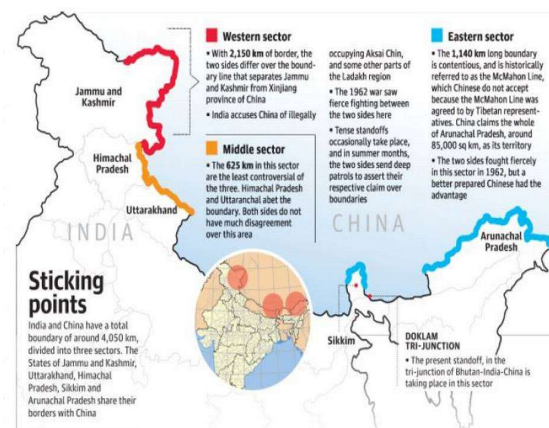 Western sector
• With 2,150 km of border, the
two sides differ over the bound-
ary line that separates Jammu
and Kashmir from Xinjiang
province of China
• India accuses China of illegally
occupying Aksai Chin,
and some other parts of
the Ladakh region
• The 1962 war saw
fierce fighting between
the two sides here
• Tense standoffs
occasionally take place,
and in summer months,
the two sides send deep
patrols to assert their
respective claim over
boundaries
Middle sector
• The 625 km in this sector
are the least controversial of
the three. Himachal Pradesh
and Uttaranchal abet the
boundary. Both sides do not
have much disagreement
over this area
Eastern sector
• The 1,140 km long boundary
is contentious, and is historically
referred to as the McMahon Line,
which Chinese do not accept
because the McMahon Line was
agreed to by Tibetan represent-
atives. China claims the whole
of Arunachal Pradesh, around
85,000 sq km, as its territory
• The two sides fought fiercely
in this sector in 1962, but a
better prepared Chinese had the
advantage
Jammu and
Kashmir
Himachal
Pradesh
Uttarakhand
INDIA
CHINA
Arunachal
Pradesh
Sikkim
Sticking
points
India and China have a total
boundary of around 4,050 km,
divided into three sectors. The
States of Jammu and Kashmir,
Uttarakhand, Himachal
Pradesh, Sikkim and
Arunachal Pradesh share their
borders with China
DOKLAM
TRI-JUNCTION
• The present standoff, in the
tri-junction of Bhutan-India-China is
taking place in this sector